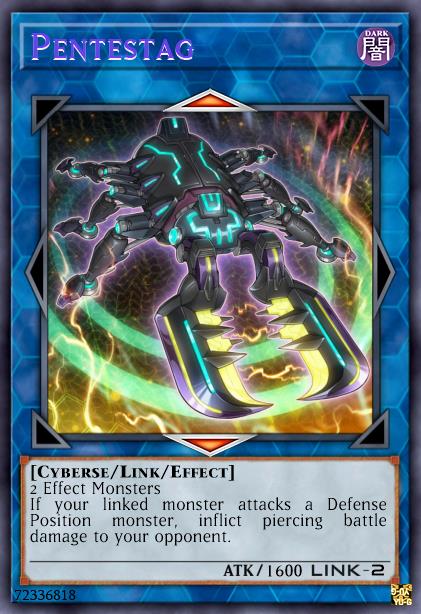 Pentestag
DARK
闇
[Cyberse/Link/Effect]
2 Effect Monsters
If your linked monster attacks a Defense
Position monster, inflict piercing battle
damage to your opponent.
ATK/1600 LINK-2
72336818